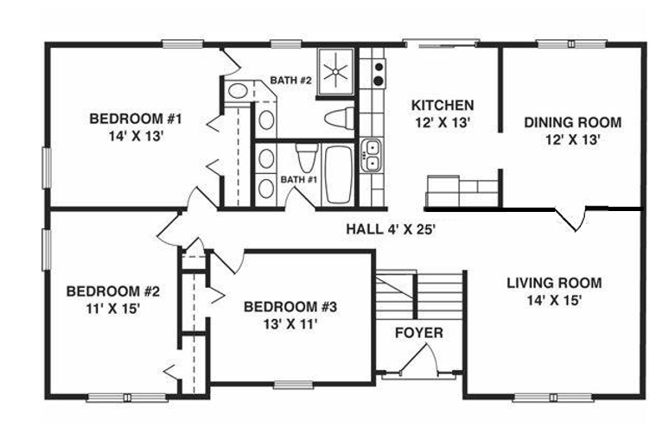 BEDROOM #1
14' X 13'
BATH #2
KITCHEN
12' X 13'
DINING ROOM
12' X 13'
BATH #1
HALL 4' X 25'
BEDROOM #2
11' X 15'
BEDROOM #3
13' X 11'
FOYER
LIVING ROOM
14' X 15'